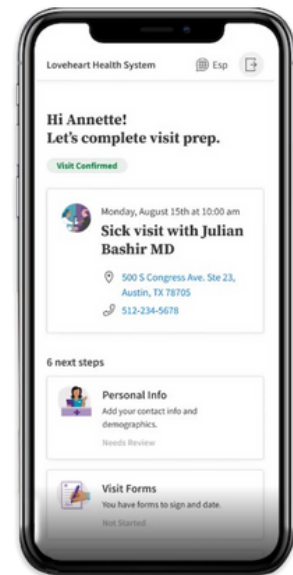 Loveheart Health System Esp
Hi Annette!
Let's complete visit prep.
Visit Confirmed
Monday, August 15th at 10:00 am
Sick visit with Julian
Bashir MD
500 S Congress Ave. Ste 23,
Austin, TX 78705
512-234-5678
6 next steps
Personal Info
Add your contact info and
demographics.
Needs Review
Visit Forms
You have forms to sign and date.
Not Started